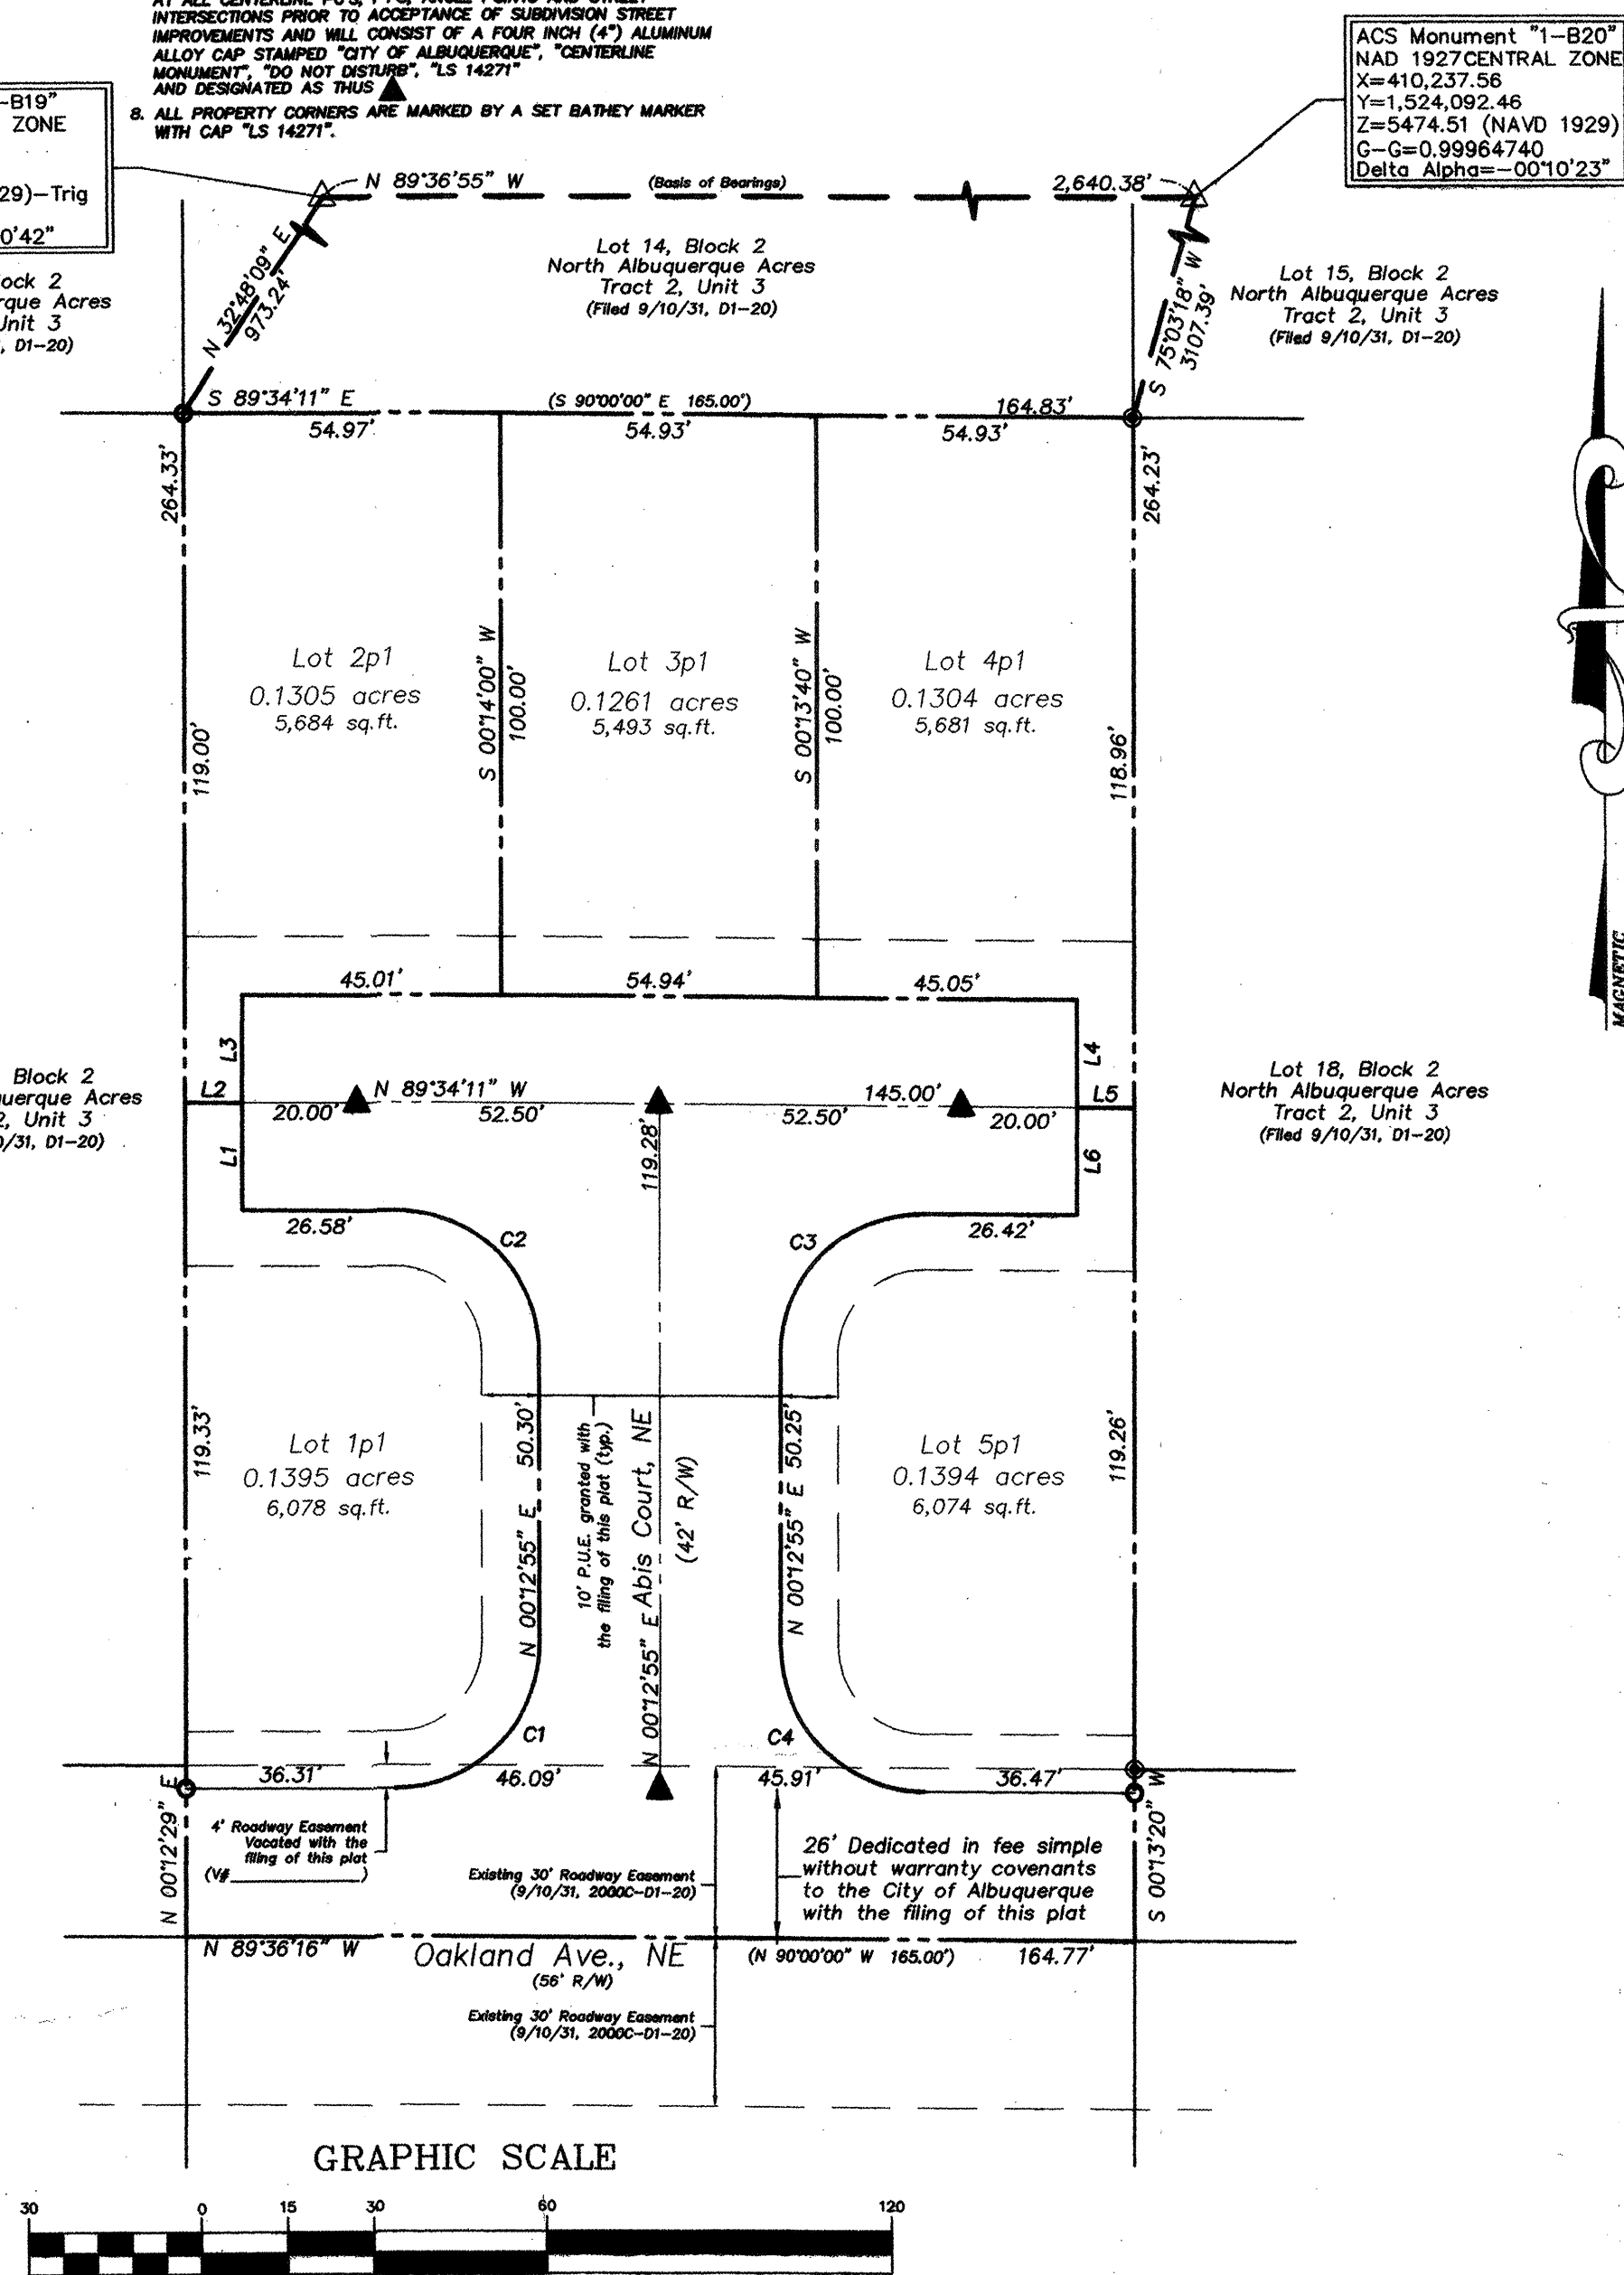 INTERSECTIONS PRIOR TO ACCEPTANCE OF SUBDIVISION STREET
IMPROVEMENTS AND WILL CONSIST OF A FOUR INCH (4") ALUMINUM
ALLOY CAP STAMPED "CITY OF ALBUQUERQUE", "CENTERLINE
MONUMENT", "DO NOT DISTURB", "LS 14271"
AND DESIGNATED AS THUS
8. ALL PROPERTY CORNERS ARE MARKED BY A SET BATHEY MARKER
WITH CAP "LS 14271".
-B19"
ZONE
29)-Trig
0'42"
ACS Monument "1-B20"
NAD 1927CENTRAL ZONE
X=410,237.56
Y=1,524,092.46
Z=5474.51 (NAVD 1929)
G-G=0.99964740
Delta Alpha=-00°10'23"
N 89°36'55" W
(Basis of Bearings)
2,640.38'
N 32°48'09" E
973.24'
Lot 14, Block 2
North Albuquerque Acres
Tract 2, Unit 3
(Filed 9/10/31, D1-20)
S 75°03'18" W
3107.39'
Lot 15, Block 2
North Albuquerque Acres
Tract 2, Unit 3
(Filed 9/10/31, D1-20)
ock 2
rque Acres
Unit 3
, D1-20)
S 89°34'11" E
(S 90°00'00" E 165.00')
164.83'
54.97'
54.93'
54.93'
264.33'
264.23'
Lot 2p1
0.1305 acres
5,684 sq.ft.
S 00°14'00" W
100.00'
Lot 3p1
0.1261 acres
5,493 sq.ft.
S 00°13'40" W
100.00'
Lot 4p1
0.1304 acres
5,681 sq.ft.
119.00'
118.96'
MAGNETIC
45.01'
54.94'
45.05'
L3
L4
L2
N 89°34'11" W
145.00'
L5
20.00'
52.50'
52.50'
20.00'
L1
L6
119.28'
Block 2
uerque Acres
2, Unit 3
0/31, D1-20)
Lot 18, Block 2
North Albuquerque Acres
Tract 2, Unit 3
(Filed 9/10/31, D1-20)
26.58'
C2
C3
26.42'
119.33'
Lot 1p1
0.1395 acres
6,078 sq.ft.
N 00°12'55" E 50.30'
10' P.U.E. granted with
the filing of this plat (typ.)
N 00°12'55" E
Abis Court, NE
(42' R/W)
N 00°12'55" E 50.25'
Lot 5p1
0.1394 acres
6,074 sq.ft.
119.26'
C1
C4
36.31'
46.09'
45.91'
36.47'
N 00°12'29" E
4' Roadway Easement
Vacated with the
filing of this plat
(V# )
Existing 30' Roadway Easement
(9/10/31, 2000C-D1-20)
26' Dedicated in fee simple
without warranty covenants
to the City of Albuquerque
with the filing of this plat
S 00°13'20" W
N 89°36'16" W
Oakland Ave., NE
(N 90°00'00" W 165.00')
164.77'
(56' R/W)
Existing 30' Roadway Easement
(9/10/31, 2000C-D1-20)
GRAPHIC SCALE
30 0 15 30 60 120